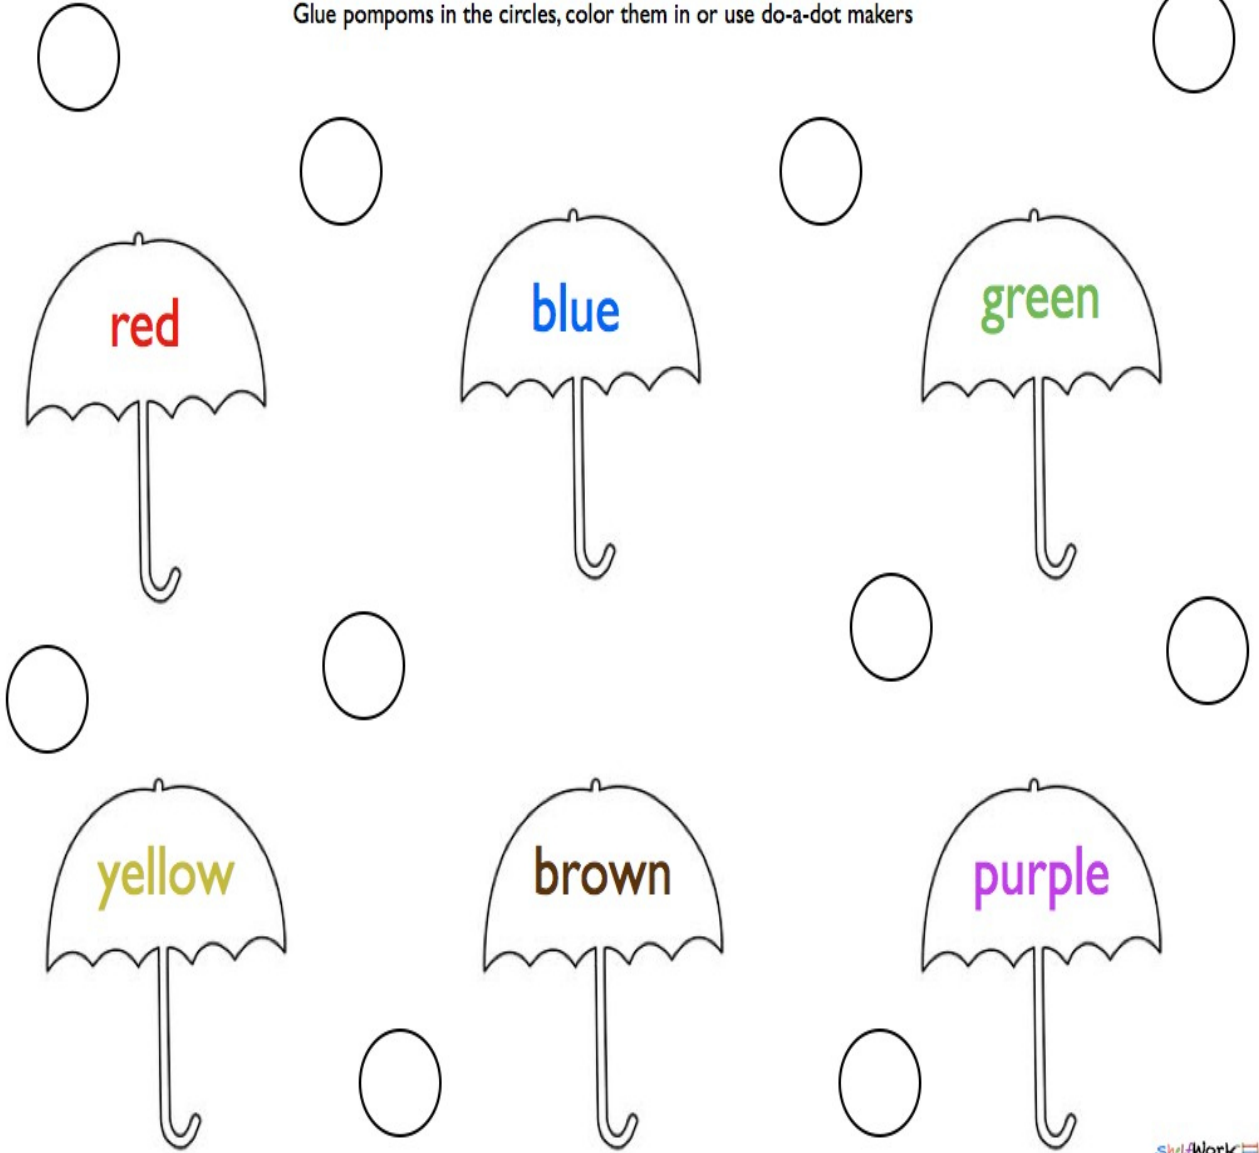 Glue pompoms in the circles, color them in or use do-a-dot makers
red
blue
green
yellow
brown
purple